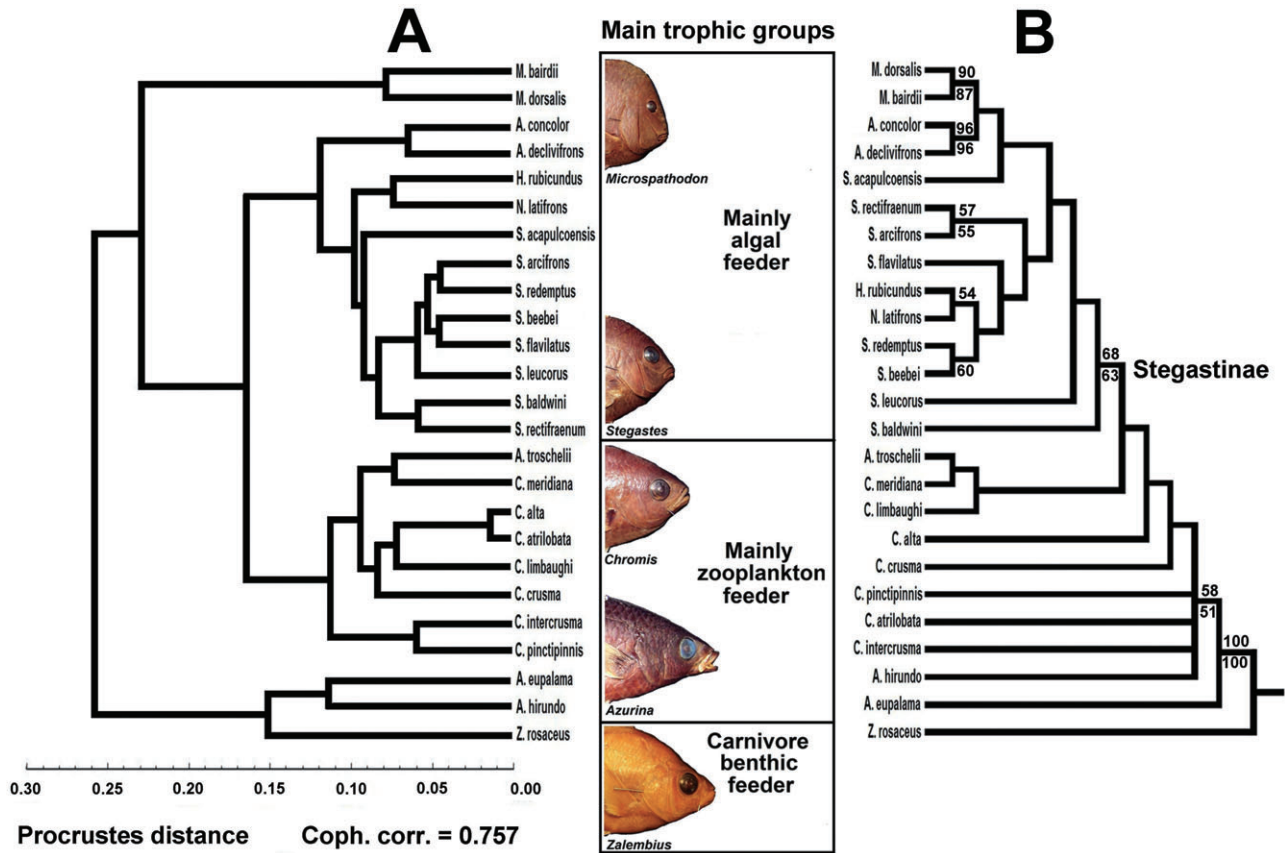 A
Main trophic groups
B
M. bairdii
M. dorsalis
A. concolor
A. declivifrons
H. rubicundus
N. latifrons
S. acapulcoensis
S. arcifrons
S. redemptus
S. beebei
S. flavilatus
S. leucorus
S. baldwini
S. rectifraenum
A. troschelii
C. meridiana
C. alta
C. atrilobata
C. limbaughi
C. crusma
C. intercrusma
C. pinctipinnis
A. eupalama
A. hirundo
Z. rosaceus
0.30 0.25 0.20 0.15 0.10 0.05 0.00
Procrustes distance Coph. corr. = 0.757
Microspathodon
Mainly
algal
feeder
Stegastes
Chromis
Mainly
zooplankton
feeder
Azurina
Carnivore
benthic
feeder
Zalembius
M. dorsalis
90
M. bairdii
87
A. concolor
96
A. declivifrons
96
S. acapulcoensis
S. rectifraenum
57
S. arcifrons
55
S. flavilatus
H. rubicundus
54
N. latifrons
S. redemptus
S. beebei
60
68
63
Stegastinae
S. leucorus
S. baldwini
A. troschelii
C. meridiana
C. limbaughi
C. alta
C. crusma
C. pinctipinnis
58
51
C. atrilobata
C. intercrusma
100
100
A. hirundo
A. eupalama
Z. rosaceus